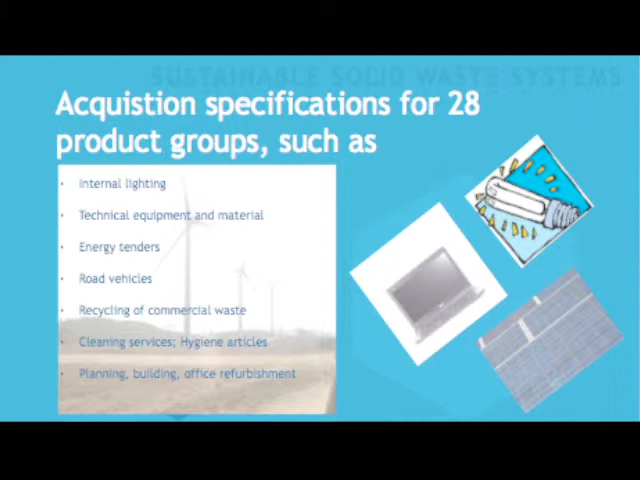 SUSTAINABLE SOLID WASTE SYSTEMS
Acquistion specifications for 28
product groups, such as
· Internal lighting
· Technical equipment and material
· Energy tenders
· Road vehicles
· Recycling of commercial waste
· Cleaning services; Hygiene articles
· Planning, building, office refurbishment